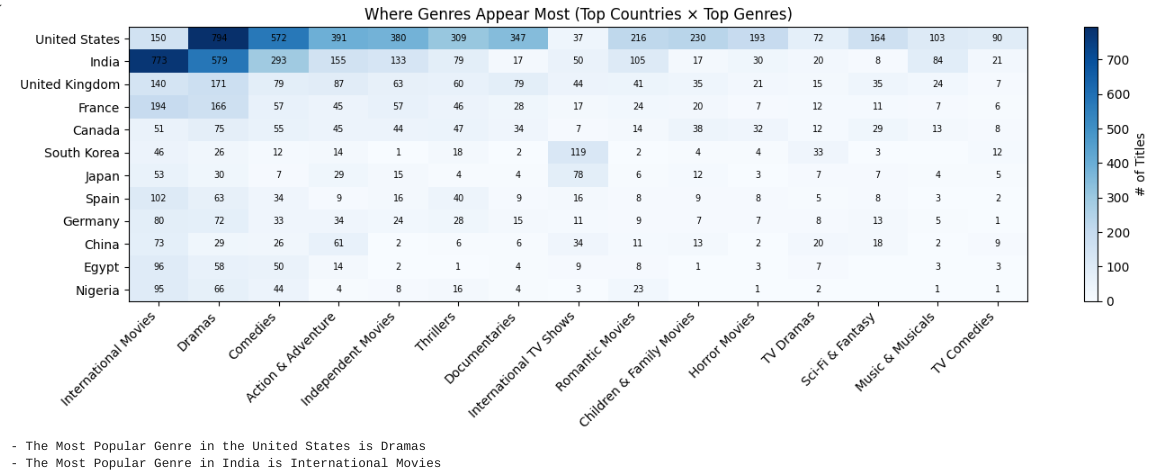 Where Genres Appear Most (Top Countries × Top Genres)
United States 150 794 572 391 380 309 347 37 216 230 193 72 164 103 90
India 773 579 293 155 133 79 17 50 105 17 30 20 8 84 21
United Kingdom 140 171 79 87 63 60 79 44 41 35 21 15 35 24 7
France 194 166 57 45 57 46 28 17 24 20 7 12 11 7 6
Canada 51 75 55 45 44 47 34 7 14 38 32 12 29 13 8
South Korea 46 26 12 14 1 18 2 119 2 4 4 33 3 12
Japan 53 30 7 29 15 4 4 78 6 12 3 7 7 4 5
Spain 102 63 34 9 16 40 9 16 8 9 8 5 8 3 2
Germany 80 72 33 34 24 28 15 11 9 7 7 8 13 5 1
China 73 29 26 61 2 6 6 34 11 13 2 20 18 2 9
Egypt 96 58 50 14 2 1 4 9 8 1 3 7 3 3
Nigeria 95 66 44 4 8 16 4 3 23 1 2 1 1
International Movies
Dramas
Comedies
Action & Adventure
Independent Movies
Thrillers
Documentaries
International TV Shows
Romantic Movies
Children & Family Movies
Horror Movies
TV Dramas
Sci-Fi & Fantasy
Music & Musicals
TV Comedies
700
600
500
400
300
200
100
0
# of Titles
- The Most Popular Genre in the United States is Dramas
- The Most Popular Genre in India is International Movies